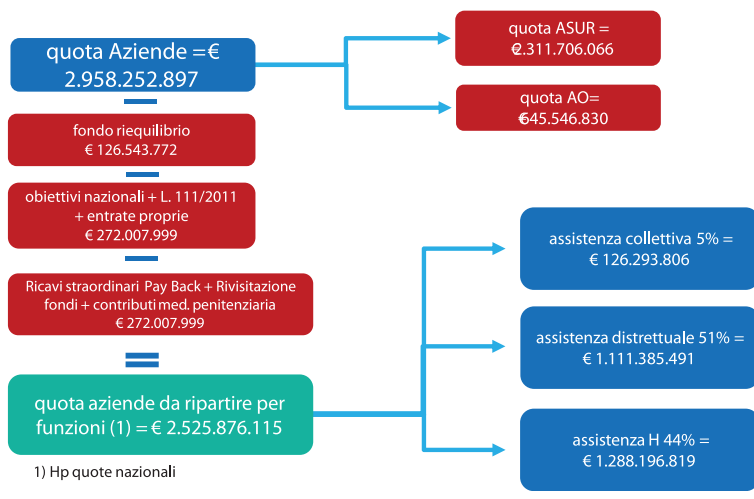 quota Aziende =€
2.958.252.897
quota ASUR =
€2.311.706.066
quota AO=
€645.546.830
fondo riequilibrio
€ 126.543.772
obiettivi nazionali + L. 111/2011
+ entrate proprie
€ 272.007.999
Ricavi straordinari Pay Back + Rivisitazione
fondi + contributi med. penitenziaria
€ 272.007.999
quota aziende da ripartire per
funzioni (1) = € 2.525.876.115
1) Hp quote nazionali
assistenza collettiva 5% =
€ 126.293.806
assistenza distrettuale 51% =
€ 1.111.385.491
assistenza H 44% =
€ 1.288.196.819